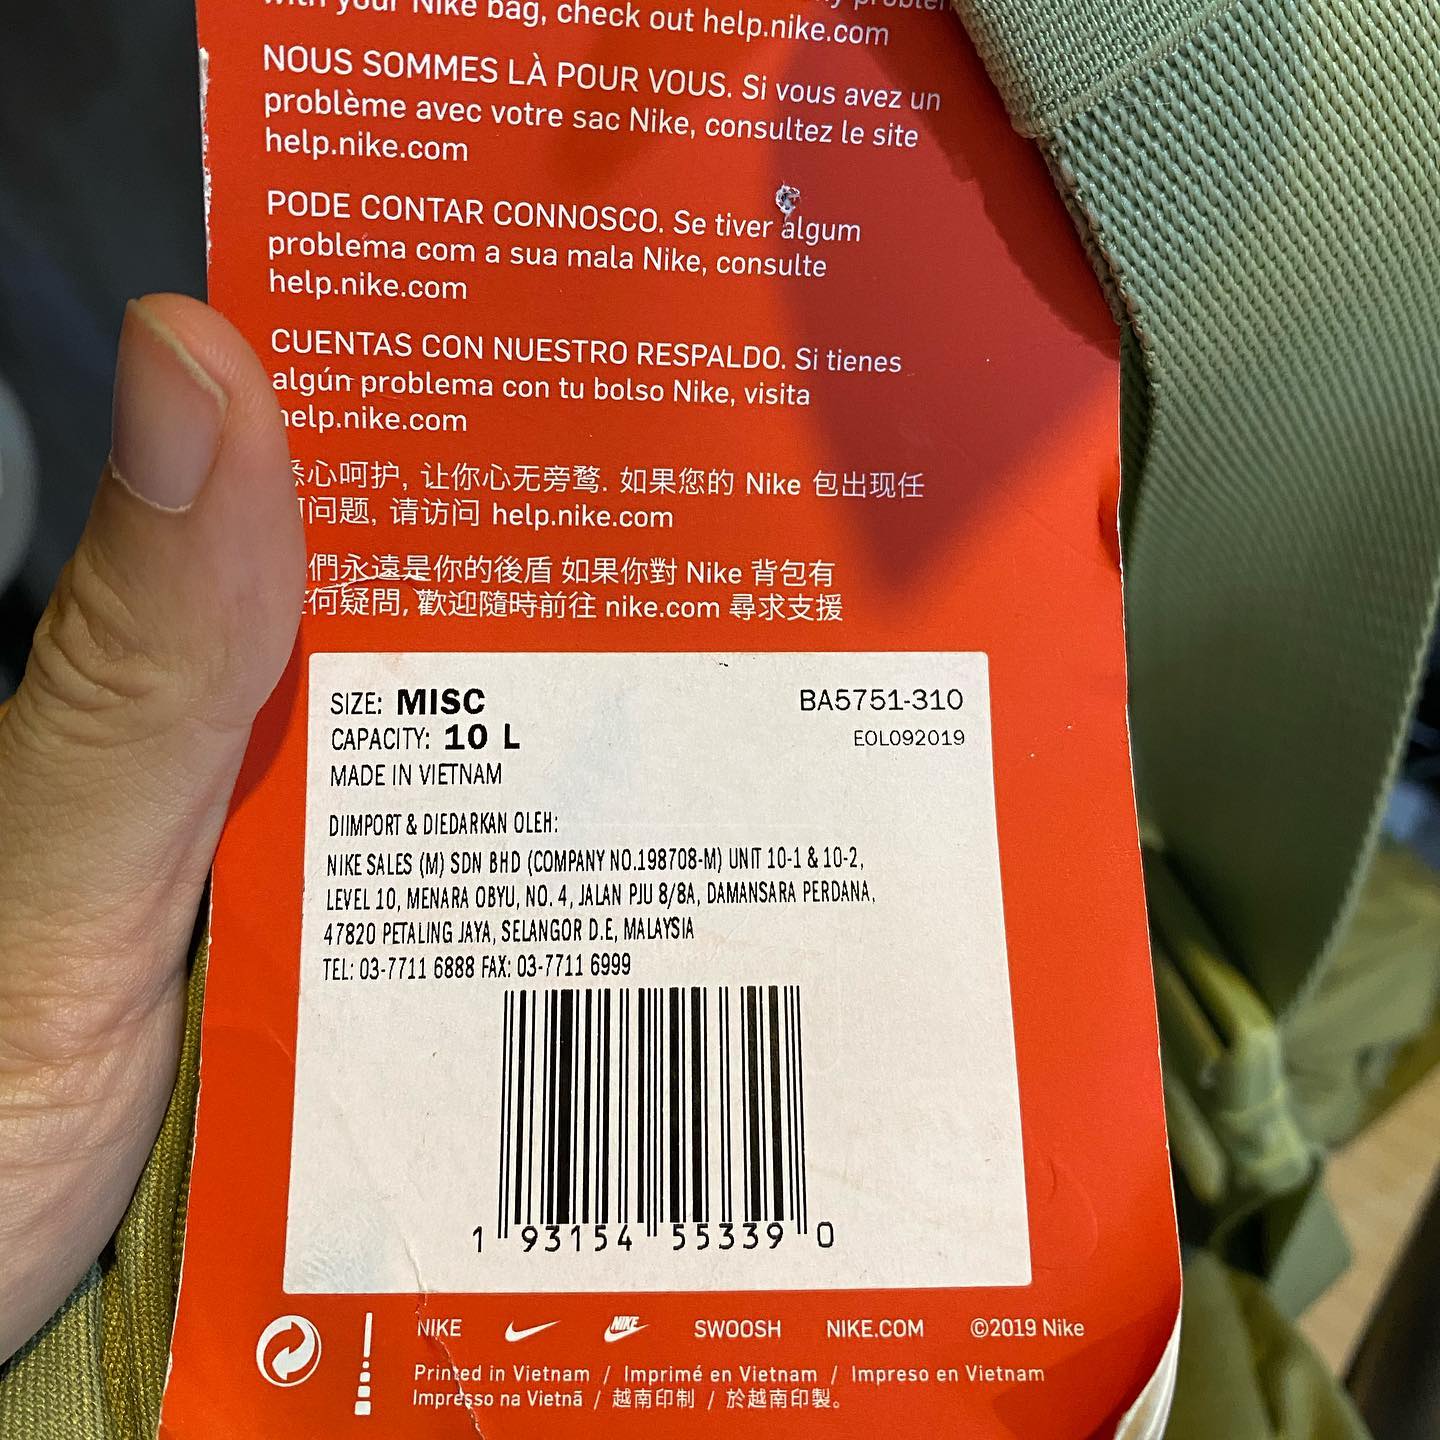 with your Nike bag, check out help.nike.com
NOUS SOMMES LÀ POUR VOUS. Si vous avez un
problème avec votre sac Nike, consultez le site
help.nike.com
PODE CONTAR CONNOSCO. Se tiver algum
problema com a sua mala Nike, consulte
help.nike.com
CUENTAS CON NUESTRO RESPALDO. Si tienes
algún problema con tu bolso Nike, visita
help.nike.com
悉心呵护, 让你心无旁鹜. 如果您的 Nike 包出现任
问题, 请访问 help.nike.com
們永遠是你的後盾 如果你對 Nike 背包有
何疑問, 歡迎隨時前往 nike.com 尋求支援
SIZE: MISC BA5751-310
CAPACITY: 10 L EOL092019
MADE IN VIETNAM
DIIMPORT & DIEDARKAN OLEH:
NIKE SALES (M) SDN BHD (COMPANY NO.198708-M) UNIT 10-1 & 10-2,
LEVEL 10, MENARA OBYU, NO. 4, JALAN PJU 8/8A, DAMANSARA PERDANA,
47820 PETALING JAYA, SELANGOR D.E, MALAYSIA
TEL: 03-7711 6888 FAX: 03-7711 6999
1 93154 55339 0
NIKE NIKE SWOOSH NIKE.COM ©2019 Nike
Printed in Vietnam / Imprimé en Vietnam / Impreso en Vietnam
Impresso na Vietnã / 越南印制 / 於越南印製。